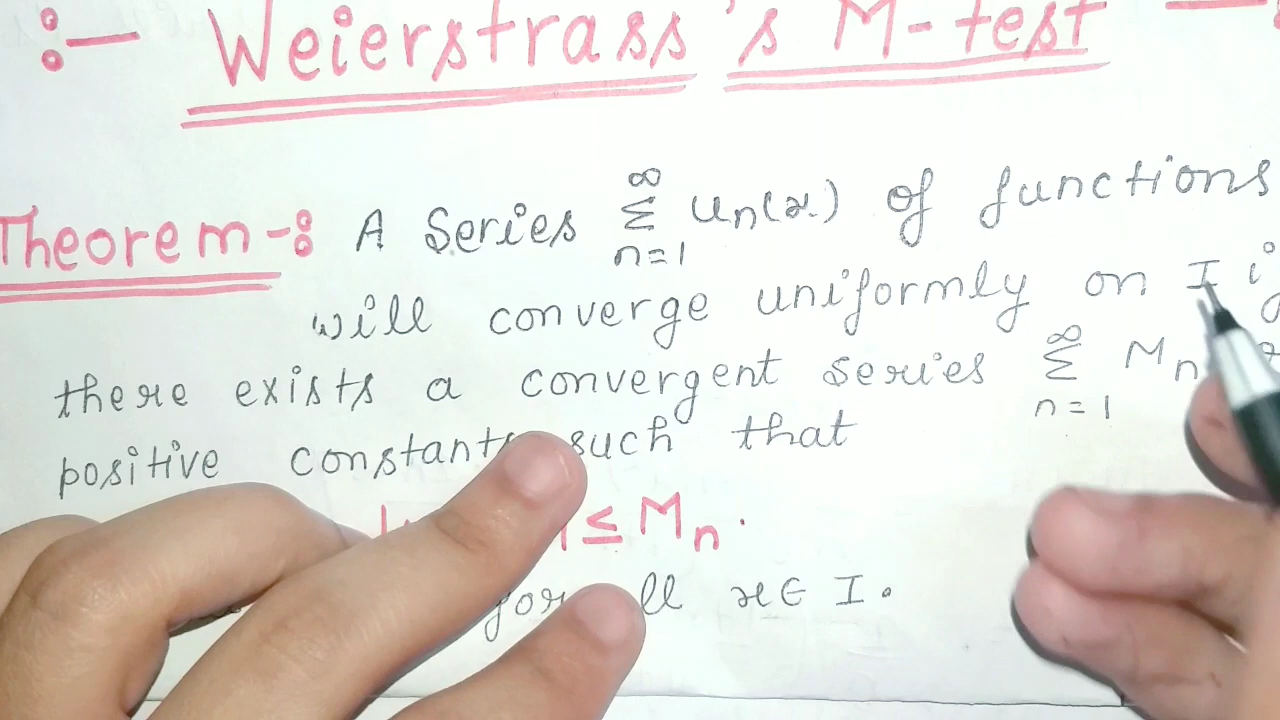 :- Weierstrass's M-test -
Theorem-: A Series ∞ Σ n=1 un(x) of functions
will converge uniformly on I
there exists a convergent series ∞ Σ n=1 Mn
positive constants such that
≤ Mn.
for all x ∈ I.